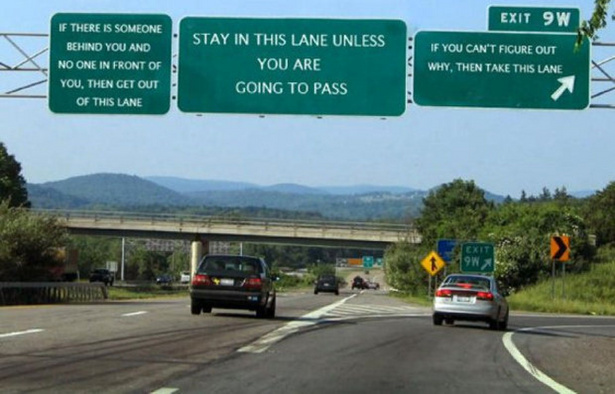 IF THERE IS SOMEONE
BEHIND YOU AND
NO ONE IN FRONT OF
YOU, THEN GET OUT
OF THIS LANE
STAY IN THIS LANE UNLESS
YOU ARE
GOING TO PASS
EXIT 9W
IF YOU CAN'T FIGURE OUT
WHY, THEN TAKE THIS LANE
EXIT
9W